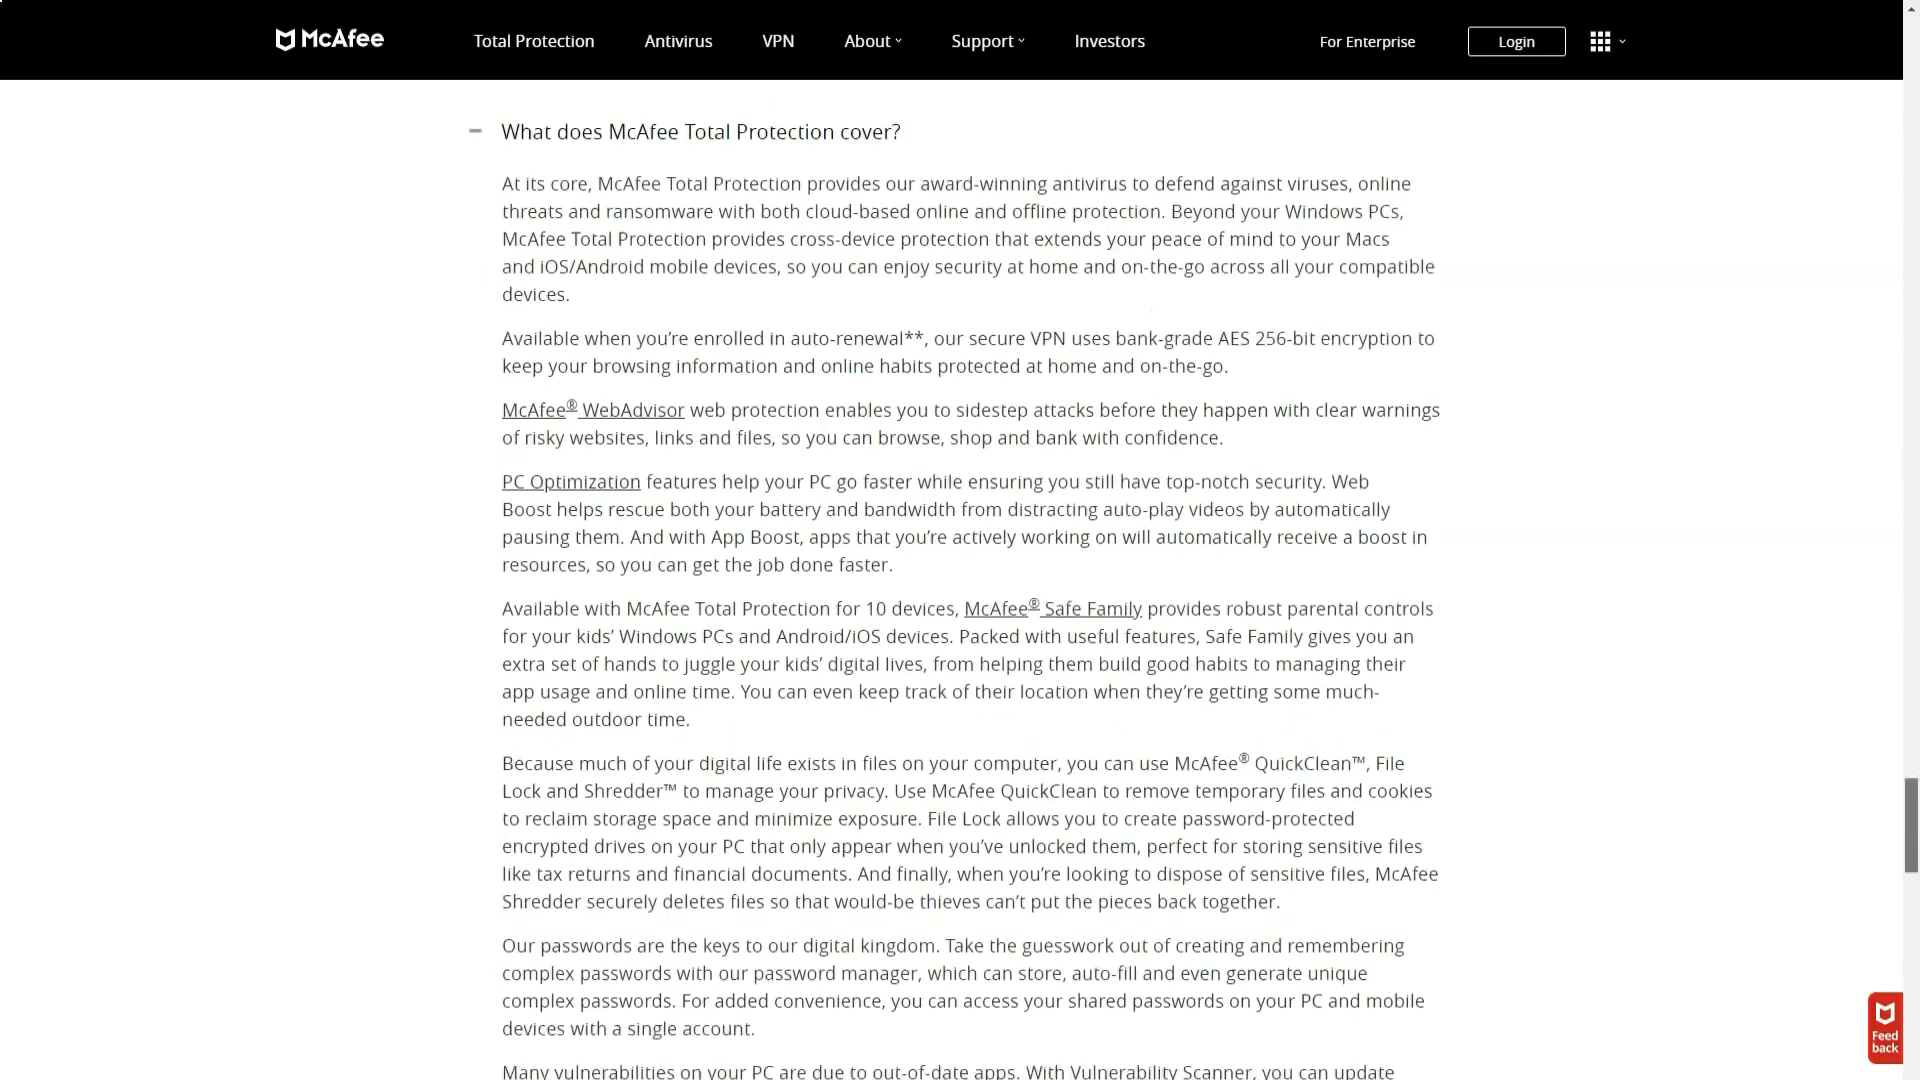 McAfee
Total Protection
Antivirus
VPN
About
Support
Investors
For Enterprise
Login
What does McAfee Total Protection cover?
At its core, McAfee Total Protection provides our award-winning antivirus to defend against viruses, online
threats and ransomware with both cloud-based online and offline protection. Beyond your Windows PCs,
McAfee Total Protection provides cross-device protection that extends your peace of mind to your Macs
and iOS/Android mobile devices, so you can enjoy security at home and on-the-go across all your compatible
devices.
Available when you’re enrolled in auto-renewal**, our secure VPN uses bank-grade AES 256-bit encryption to
keep your browsing information and online habits protected at home and on-the-go.
McAfee® WebAdvisor web protection enables you to sidestep attacks before they happen with clear warnings
of risky websites, links and files, so you can browse, shop and bank with confidence.
PC Optimization features help your PC go faster while ensuring you still have top-notch security. Web
Boost helps rescue both your battery and bandwidth from distracting auto-play videos by automatically
pausing them. And with App Boost, apps that you’re actively working on will automatically receive a boost in
resources, so you can get the job done faster.
Available with McAfee Total Protection for 10 devices, McAfee® Safe Family provides robust parental controls
for your kids’ Windows PCs and Android/iOS devices. Packed with useful features, Safe Family gives you an
extra set of hands to juggle your kids’ digital lives, from helping them build good habits to managing their
app usage and online time. You can even keep track of their location when they’re getting some much-
needed outdoor time.
Because much of your digital life exists in files on your computer, you can use McAfee® QuickClean™, File
Lock and Shredder™ to manage your privacy. Use McAfee QuickClean to remove temporary files and cookies
to reclaim storage space and minimize exposure. File Lock allows you to create password-protected
encrypted drives on your PC that only appear when you’ve unlocked them, perfect for storing sensitive files
like tax returns and financial documents. And finally, when you’re looking to dispose of sensitive files, McAfee
Shredder securely deletes files so that would-be thieves can’t put the pieces back together.
Our passwords are the keys to our digital kingdom. Take the guesswork out of creating and remembering
complex passwords with our password manager, which can store, auto-fill and even generate unique
complex passwords. For added convenience, you can access your shared passwords on your PC and mobile
devices with a single account.
Many vulnerabilities on your PC are due to out-of-date apps. With Vulnerability Scanner, you can update
Feed
back